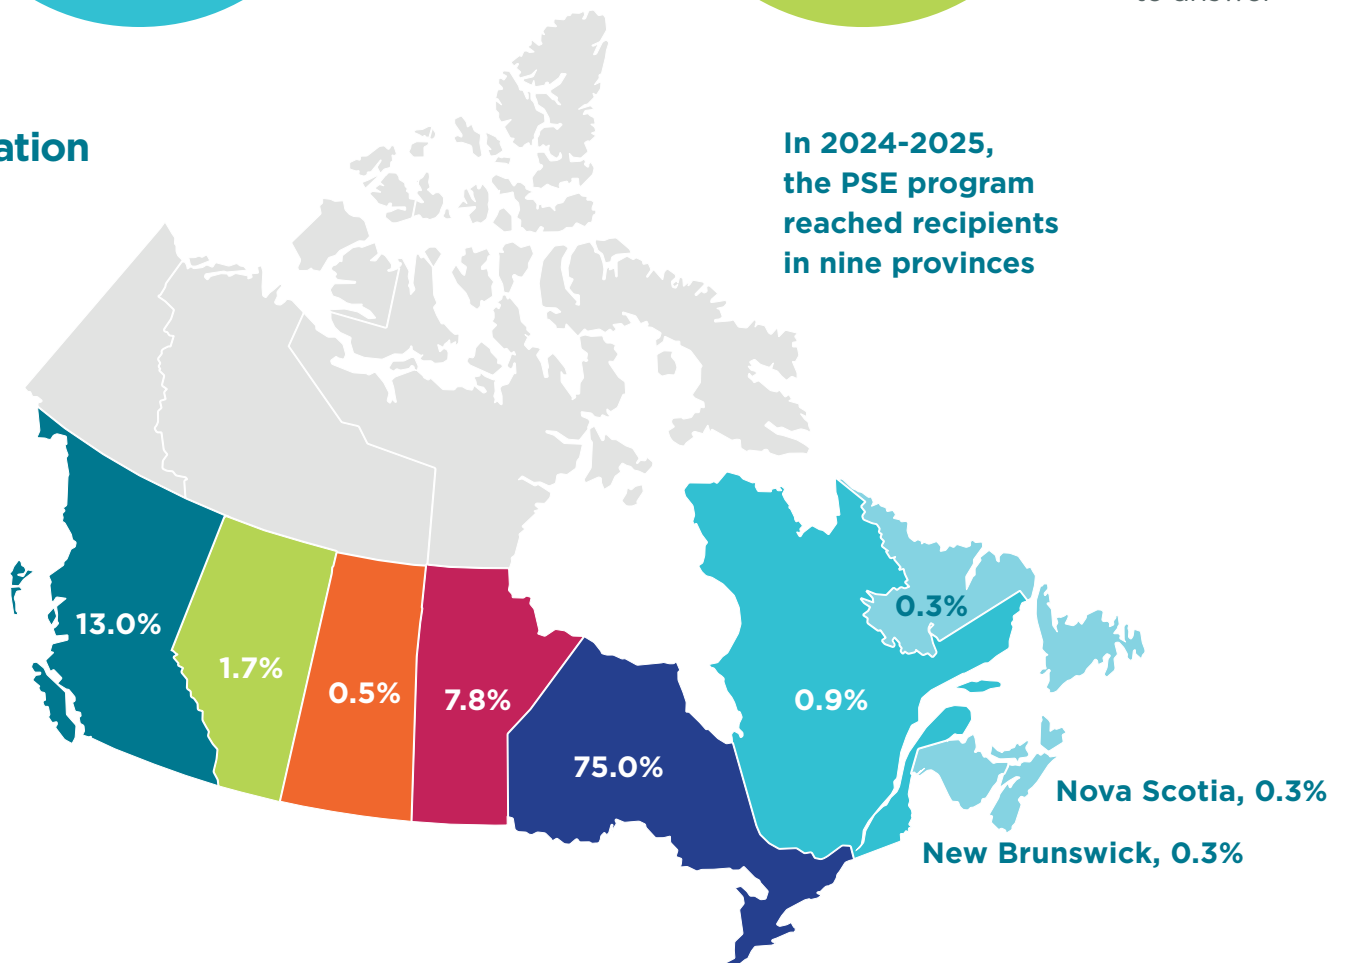 ation
In 2024-2025,
the PSE program
reached recipients
in nine provinces
13.0%
1.7%
0.5%
7.8%
75.0%
0.9%
0.3%
Nova Scotia, 0.3%
New Brunswick, 0.3%